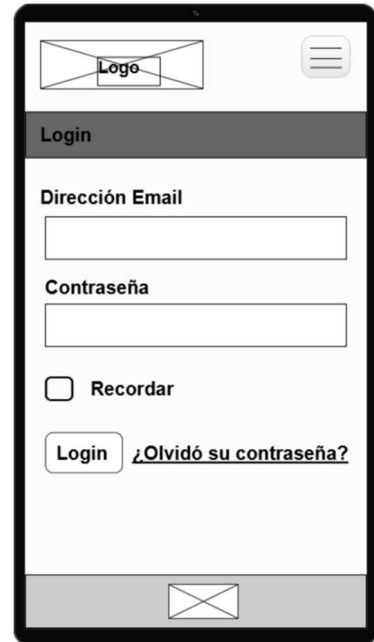 Logo
Login
Dirección Email
Contraseña
Recordar
Login ¿Olvidó su contraseña?